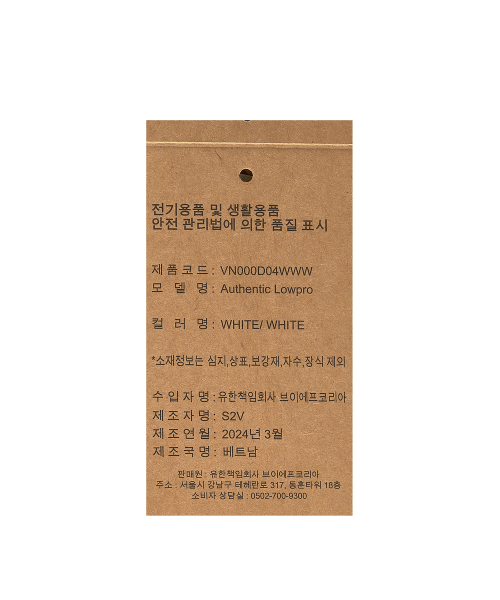 전기용품 및 생활용품
안전 관리법에 의한 품질 표시
제품코드: VN000D04WWW
모 델 명: Authentic Lowpro
컬 러 명: WHITE/ WHITE
*소재정보는 심지,상표,보강재,자수,장식 제외
수입자명:유한책임회사 브이에프코리아
제조자명: S2V
제조연월: 2024년 3월
제조국명: 베트남
판매원 : 유한책임회사 브이에프코리아
주소 : 서울시 강남구 테헤란로 317, 동훈타워 18층
소비자 상담실 : 0502-700-9300